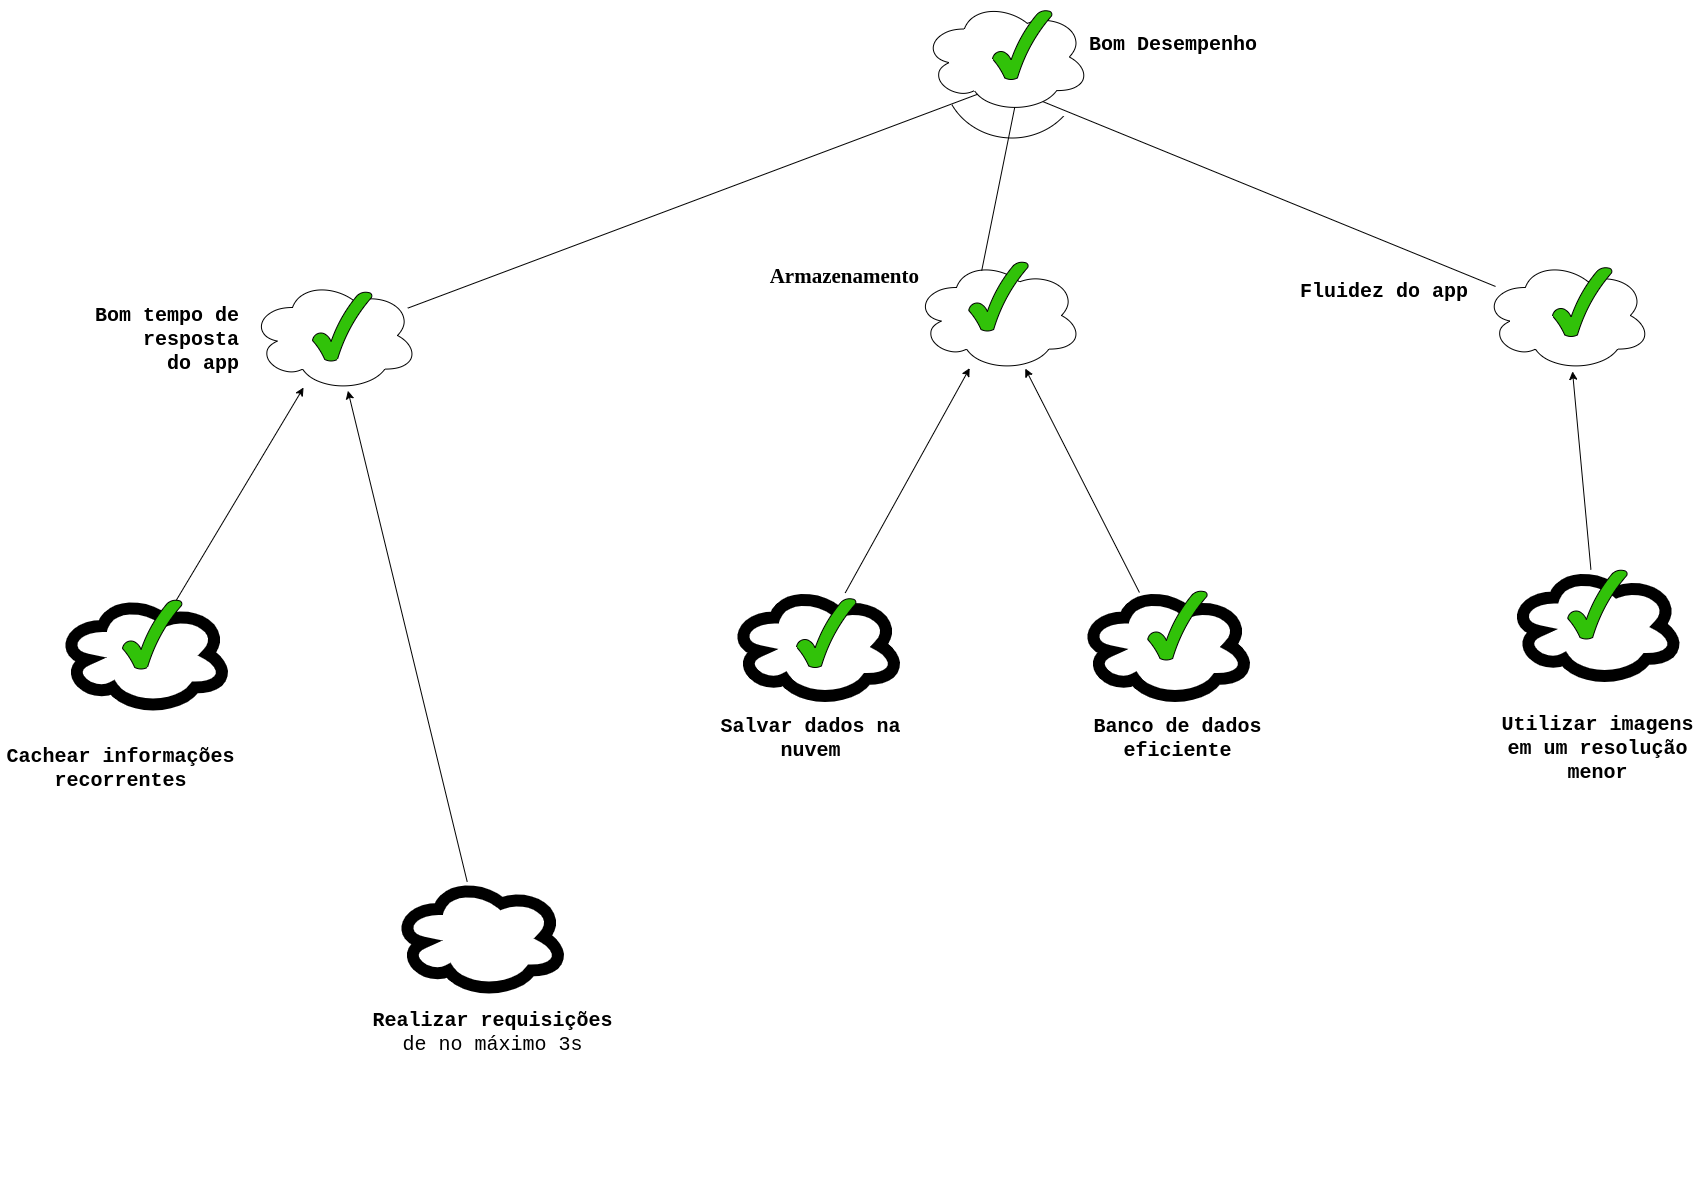 Bom Desempenho
Armazenamento
Fluidez do app
Bom tempo de
resposta
do app
Salvar dados na
nuvem
Banco de dados
eficiente
Utilizar imagens
em um resolução
menor
Cachear informações
recorrentes
Realizar requisições
de no máximo 3s